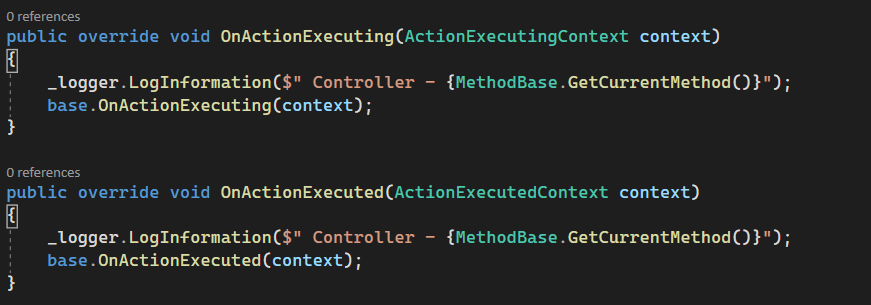 0 references
public override void OnActionExecuting(ActionExecutingContext context)
{
    _logger.LogInformation($" Controller - {MethodBase.GetCurrentMethod()}");
    base.OnActionExecuting(context);
}
0 references
public override void OnActionExecuted(ActionExecutedContext context)
{
    _logger.LogInformation($" Controller - {MethodBase.GetCurrentMethod()}");
    base.OnActionExecuted(context);
}